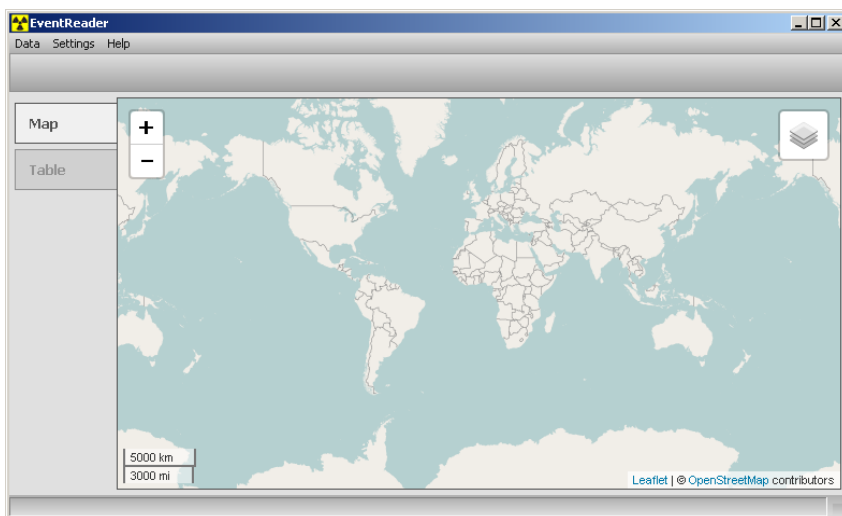 EventReader
Data Settings Help
Map
Table
+
−
5000 km
3000 mi
Leaflet | © OpenStreetMap contributors